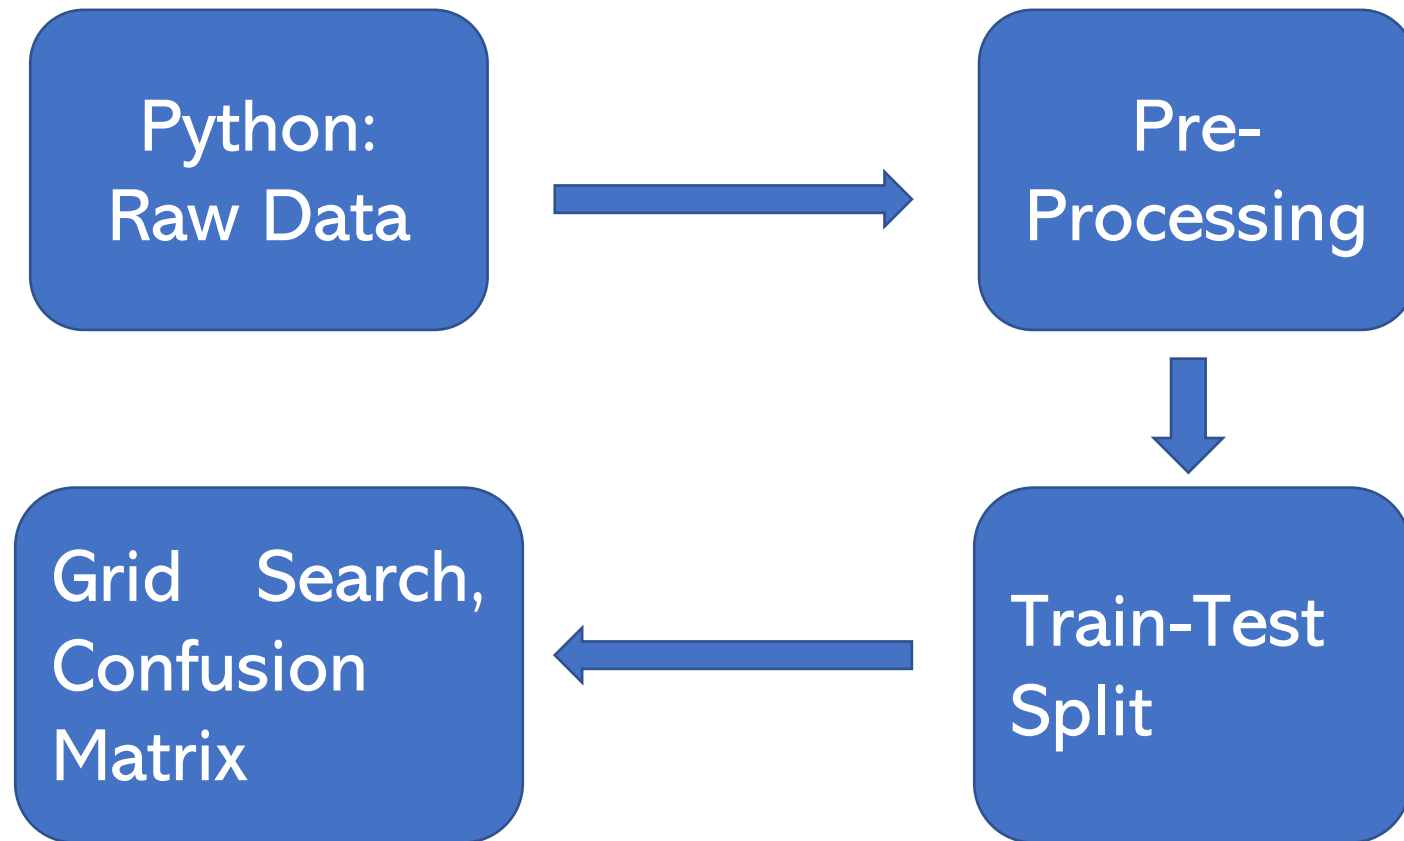 Python:
Raw Data
Pre-
Processing
Train-Test
Split
Grid Search,
Confusion
Matrix